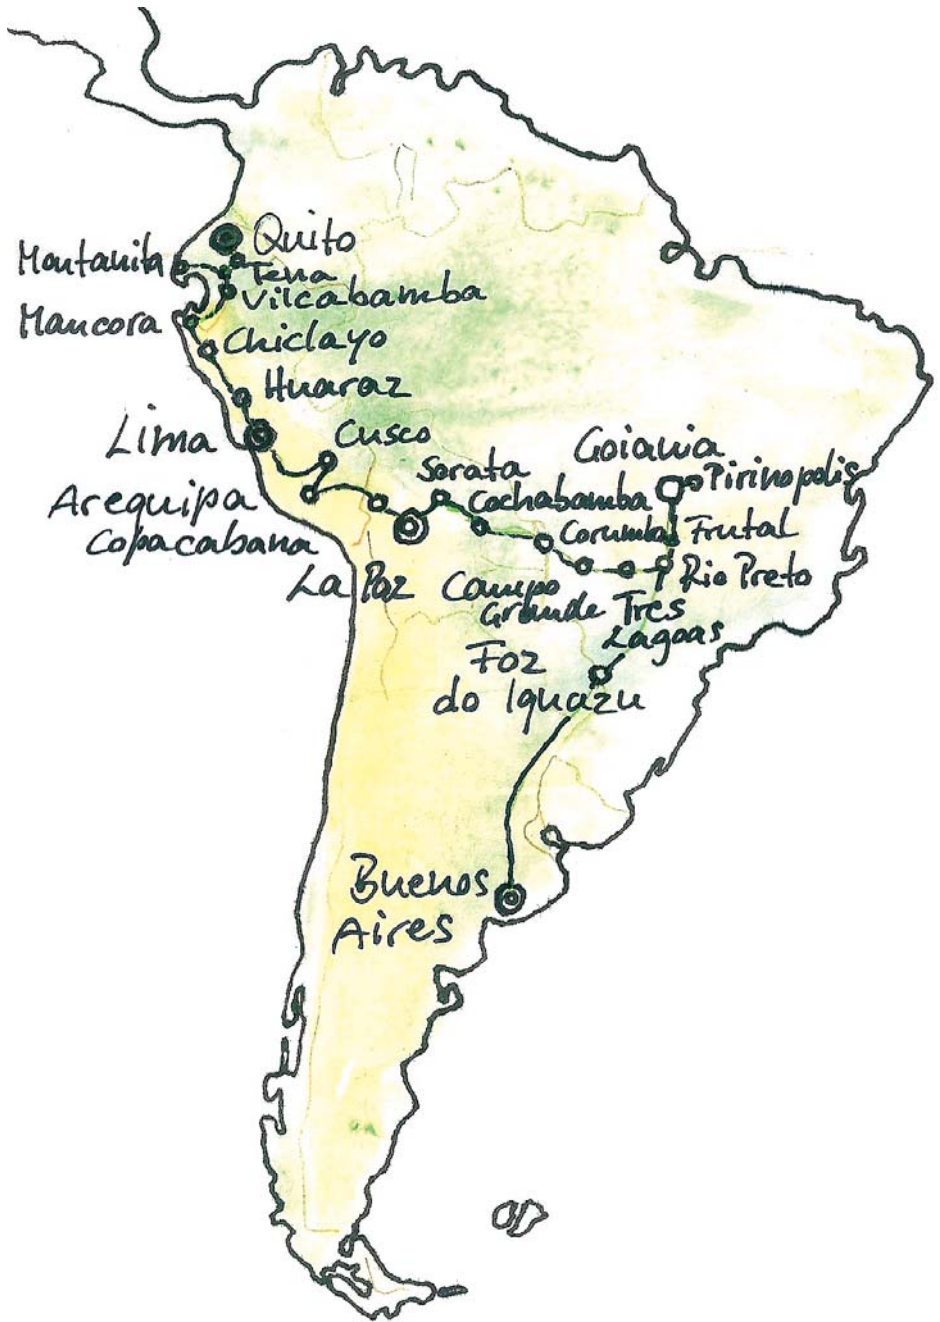 Quito
Montanita
Tena
Vilcabamba
Mancora
Chiclayo
Huaraz
Lima
Cusco
Arequipa
Copacabana
La Paz
Sorata
Cochabamba
Goiania
Pirinopolis
Corumba
Frutal
Rio Preto
Campo
Grande
Tres
Lagoas
Foz
do Iguazu
Buenos
Aires